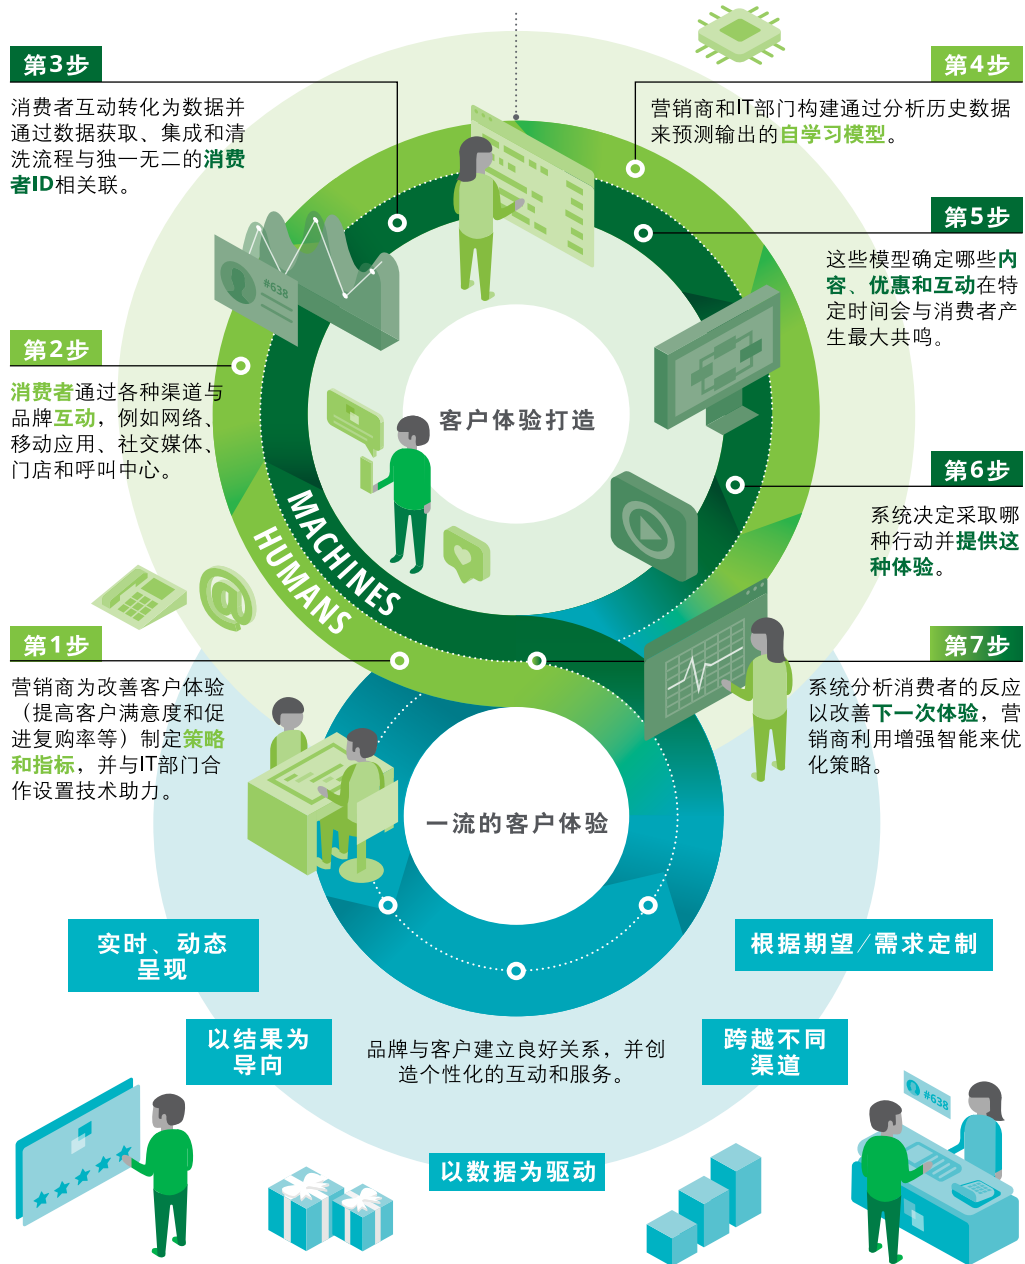 第3步
消费者互动转化为数据并
通过数据获取、集成和清
洗流程与独一无二的消费
者ID相关联。
第4步
营销商和IT部门构建通过分析历史数据
来预测输出的自学习模型。
第5步
这些模型确定哪些内
容、优惠和互动在特
定时间会与消费者产
生最大共鸣。
#638
第2步
消费者通过各种渠道与
品牌互动，例如网络、
移动应用、社交媒体、
门店和呼叫中心。
客户体验打造
第6步
系统决定采取哪
种行动并提供这
种体验。
MACHINES
HUMANS
@
第1步
营销商为改善客户体验
（提高客户满意度和促
进复购率等）制定策略
和指标，并与IT部门合
作设置技术助力。
第7步
系统分析消费者的反应
以改善下一次体验，营
销商利用增强智能来优
化策略。
一流的客户体验
实时、动态
呈现
根据期望/需求定制
以结果为
导向
品牌与客户建立良好关系，并创
造个性化的互动和服务。
跨越不同
渠道
#638
以数据为驱动